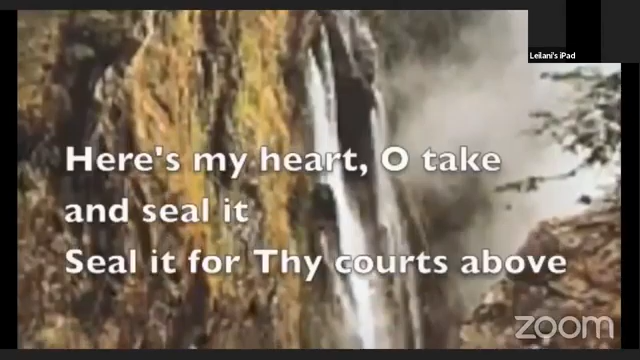 Leilani's iPad
Here's my heart, O take
and seal it
Seal it for Thy courts above
zoom